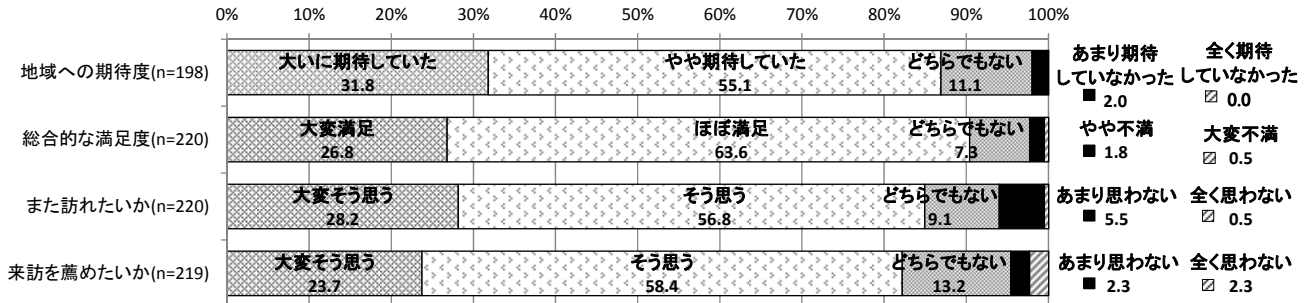 0% 10% 20% 30% 40% 50% 60% 70% 80% 90% 100%
地域への期待度(n=198)
大いに期待していた
31.8
やや期待していた
55.1
どちらでもない
11.1
あまり期待
していなかった
2.0
全く期待
していなかった
0.0
総合的な満足度(n=220)
大変満足
26.8
ほぼ満足
63.6
どちらでもない
7.3
やや不満
1.8
大変不満
0.5
また訪れたいか(n=220)
大変そう思う
28.2
そう思う
56.8
どちらでもない
9.1
あまり思わない
5.5
全く思わない
0.5
来訪を薦めたいか(n=219)
大変そう思う
23.7
そう思う
58.4
どちらでもない
13.2
あまり思わない
2.3
全く思わない
2.3